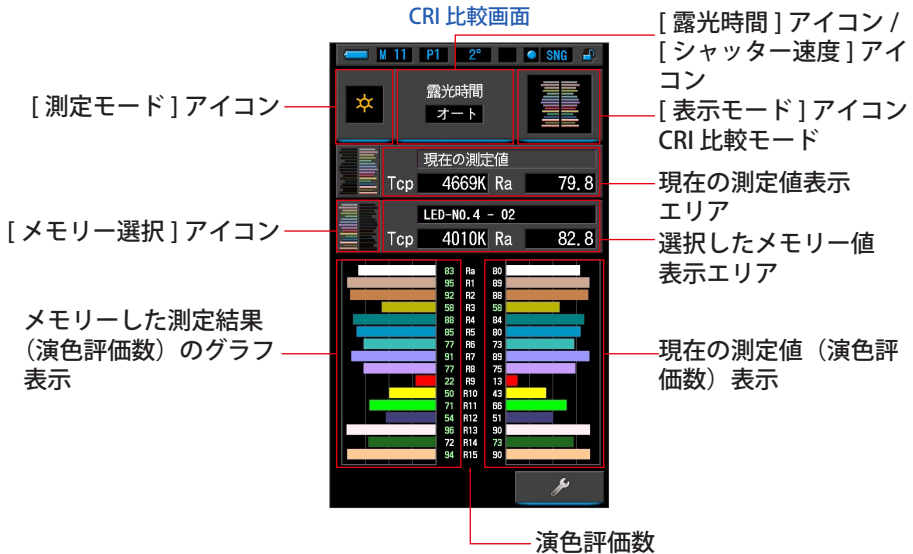 CRI 比較画面
[ 露光時間 ] アイコン /
[ シャッター速度 ] アイ
コン
[ 測定モード ] アイコン
[ 表示モード ] アイコン
CRI 比較モード
M 11 P1 2° SNG
露光時間
オート
現在の測定値
Tcp 4669K Ra 79.8
現在の測定値表示
エリア
[ メモリー選択 ] アイコン
LED-NO.4 - 02
Tcp 4010K Ra 82.8
選択したメモリー値
表示エリア
メモリーした測定結果
（演色評価数）のグラフ
表示
83 Ra 80
95 R1 89
92 R2 88
58 R3 58
88 R4 84
85 R5 80
77 R6 73
91 R7 89
77 R8 75
22 R9 13
50 R10 43
71 R11 66
54 R12 51
96 R13 90
72 R14 73
94 R15 90
現在の測定値（演色評
価数）表示
演色評価数